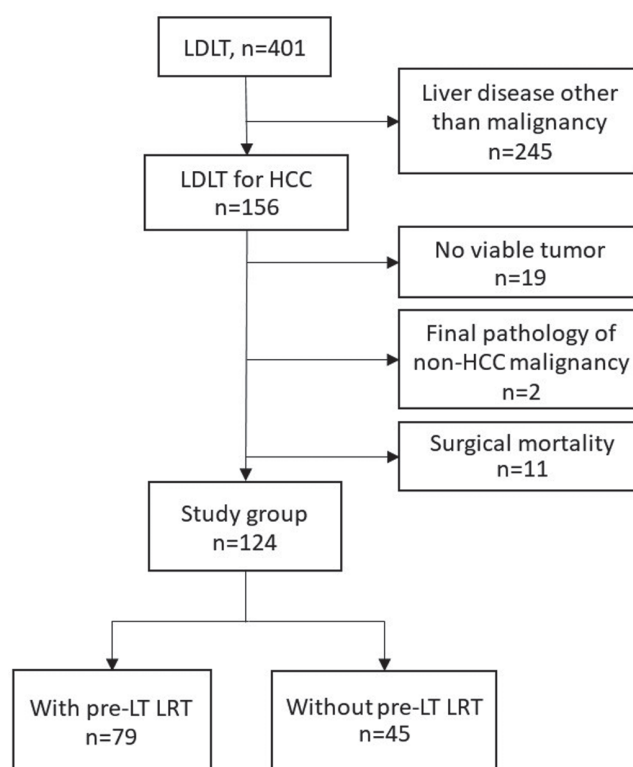 LDLT, n=401
Liver disease other
than malignancy
n=245
LDLT for HCC
n=156
No viable tumor
n=19
Final pathology of
non-HCC malignancy
n=2
Surgical mortality
n=11
Study group
n=124
With pre-LT LRT
n=79
Without pre-LT LRT
n=45